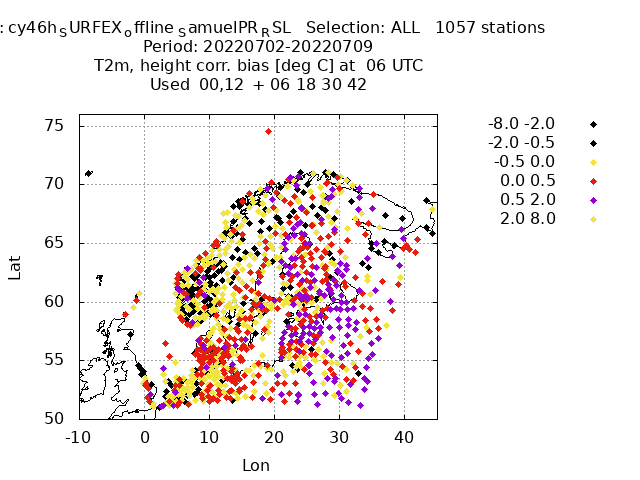 : cy46h_SURFEX_offline_SamuelPR_RSL Selection: ALL 1057 stations
Period: 20220702-20220709
T2m, height corr. bias [deg C] at 06 UTC
Used 00,12 + 06 18 30 42
-8.0 -2.0
-2.0 -0.5
-0.5 0.0
0.0 0.5
0.5 2.0
2.0 8.0
75
70
65
60
55
50
Lat
-10 0 10 20 30 40
Lon